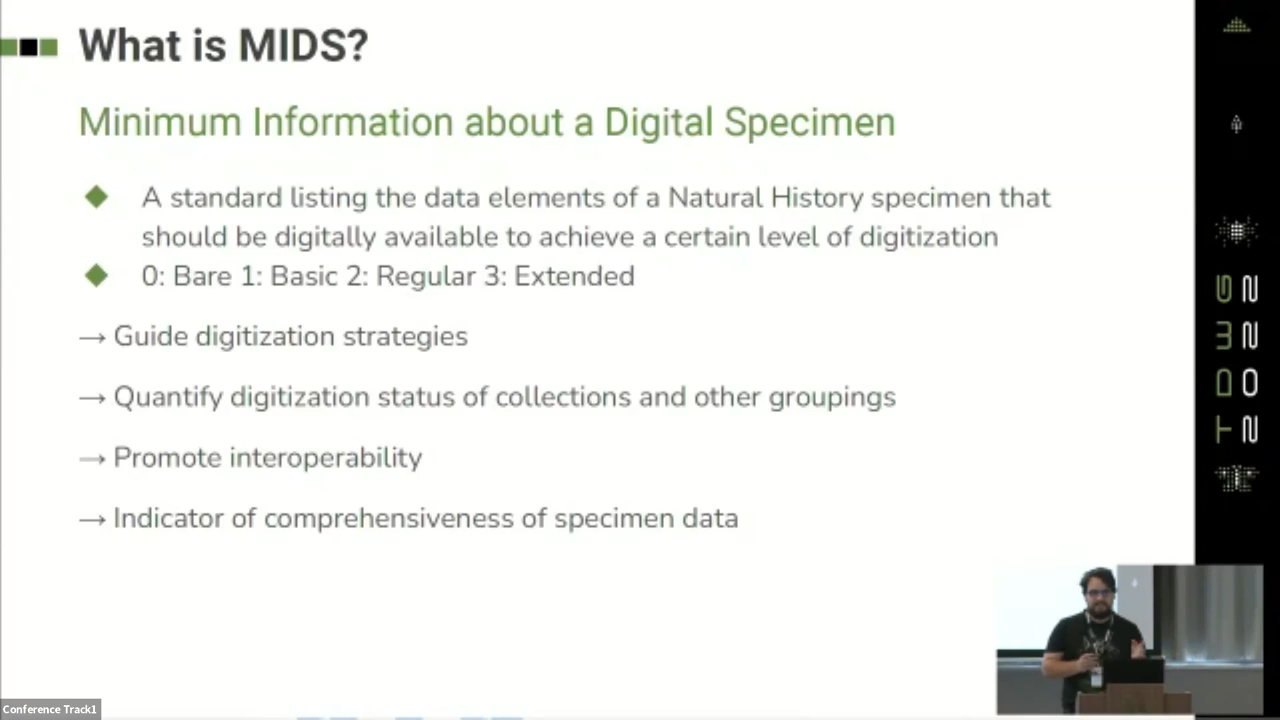 What is MIDS?
Minimum Information about a Digital Specimen
A standard listing the data elements of a Natural History specimen that
should be digitally available to achieve a certain level of digitization
0: Bare 1: Basic 2: Regular 3: Extended
→ Guide digitization strategies
→ Quantify digitization status of collections and other groupings
→ Promote interoperability
→ Indicator of comprehensiveness of specimen data
TDWG
2022
Conference Track1